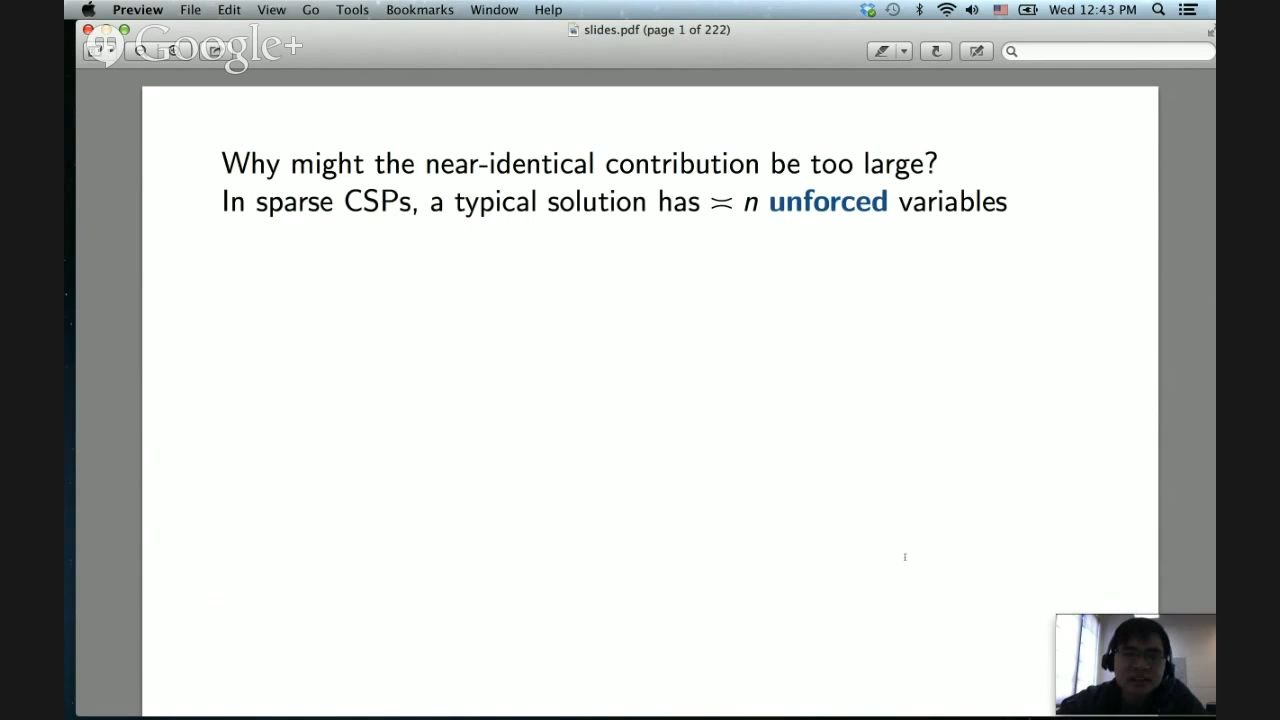 Preview File Edit View Go Tools Bookmarks Window Help Wed 12:43 PM
slides.pdf (page 1 of 222)
Google+
Why might the near-identical contribution be too large?
In sparse CSPs, a typical solution has ≍ n unforced variables